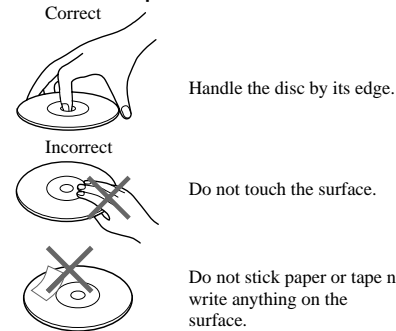 Correct
Handle the disc by its edge.
Incorrect
Do not touch the surface.
Do not stick paper or tape n
write anything on the
surface.